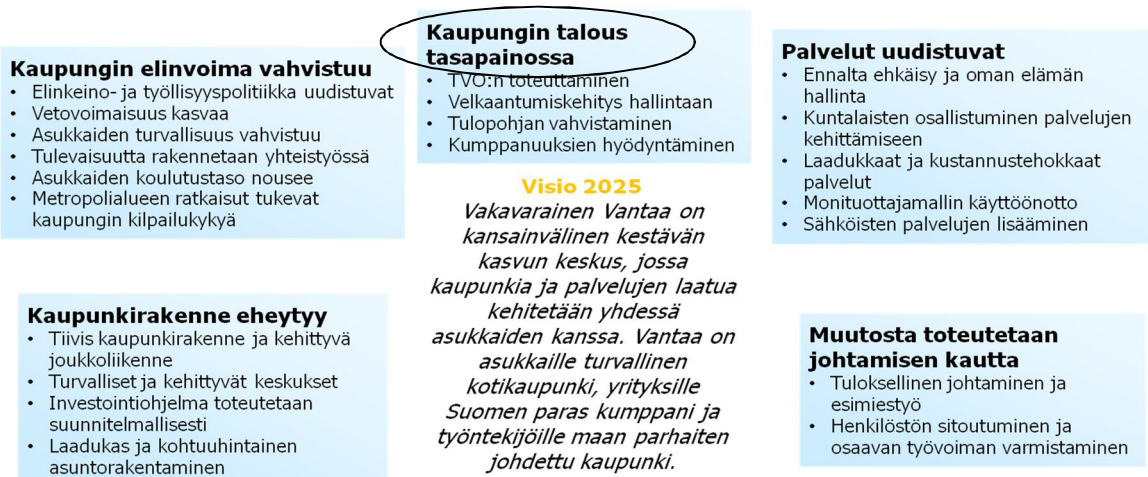 Kaupungin elinvoima vahvistuu
• Elinkeino- ja työllisyyspolitiikka uudistuvat
• Vetovoimaisuus kasvaa
• Asukkaiden turvallisuus vahvistuu
• Tulevaisuutta rakennetaan yhteistyössä
• Asukkaiden koulutustaso nousee
• Metropolialueen ratkaisut tukevat
kaupungin kilpailukykyä
Kaupungin talous
tasapainossa
• TVO:n toteuttaminen
• Velkaantumiskehitys hallintaan
• Tulopohjan vahvistaminen
• Kumppanuuksien hyödyntäminen
Palvelut uudistuvat
• Ennalta ehkäisy ja oman elämän
hallinta
• Kuntalaisten osallistuminen palvelujen
kehittämiseen
• Laadukkaat ja kustannustehokkaat
palvelut
• Monituottajamallin käyttöönotto
• Sähköisten palvelujen lisääminen
Visio 2025
Vakavarainen Vantaa on
kansainvälinen kestävän
kasvun keskus, jossa
kaupunkia ja palvelujen laatua
kehitetään yhdessä
asukkaiden kanssa. Vantaa on
asukkaille turvallinen
kotikaupunki, yrityksille
Suomen paras kumppani ja
työntekijöille maan parhaiten
johdettu kaupunki.
Kaupunkirakenne eheytyy
• Tiivis kaupunkirakenne ja kehittyvä
joukkoliikenne
• Turvalliset ja kehittyvät keskukset
• Investointiohjelma toteutetaan
suunnitelmallisesti
• Laadukas ja kohtuuhintainen
asuntorakentaminen
Muutosta toteutetaan
johtamisen kautta
• Tuloksellinen johtaminen ja
esimiestyö
• Henkilöstön sitoutuminen ja
osaavan työvoiman varmistaminen